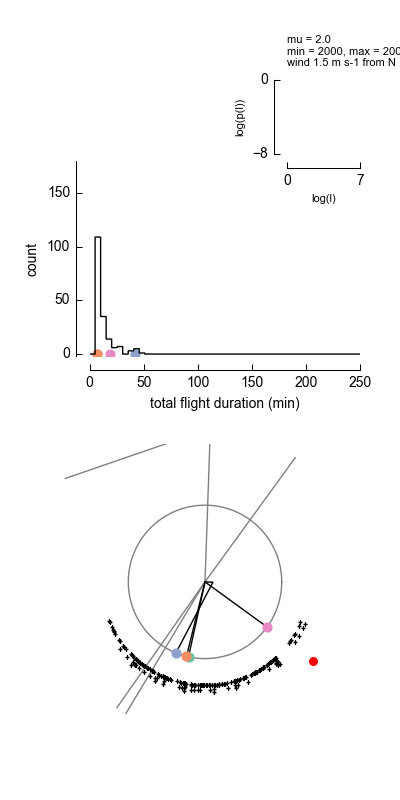 mu = 2.0
min = 2000, max = 200
wind 1.5 m s-1 from N
0
log(p(l))
−8
0 7
log(l)
150
100
50
0
count
0 50 100 150 200 250
total flight duration (min)